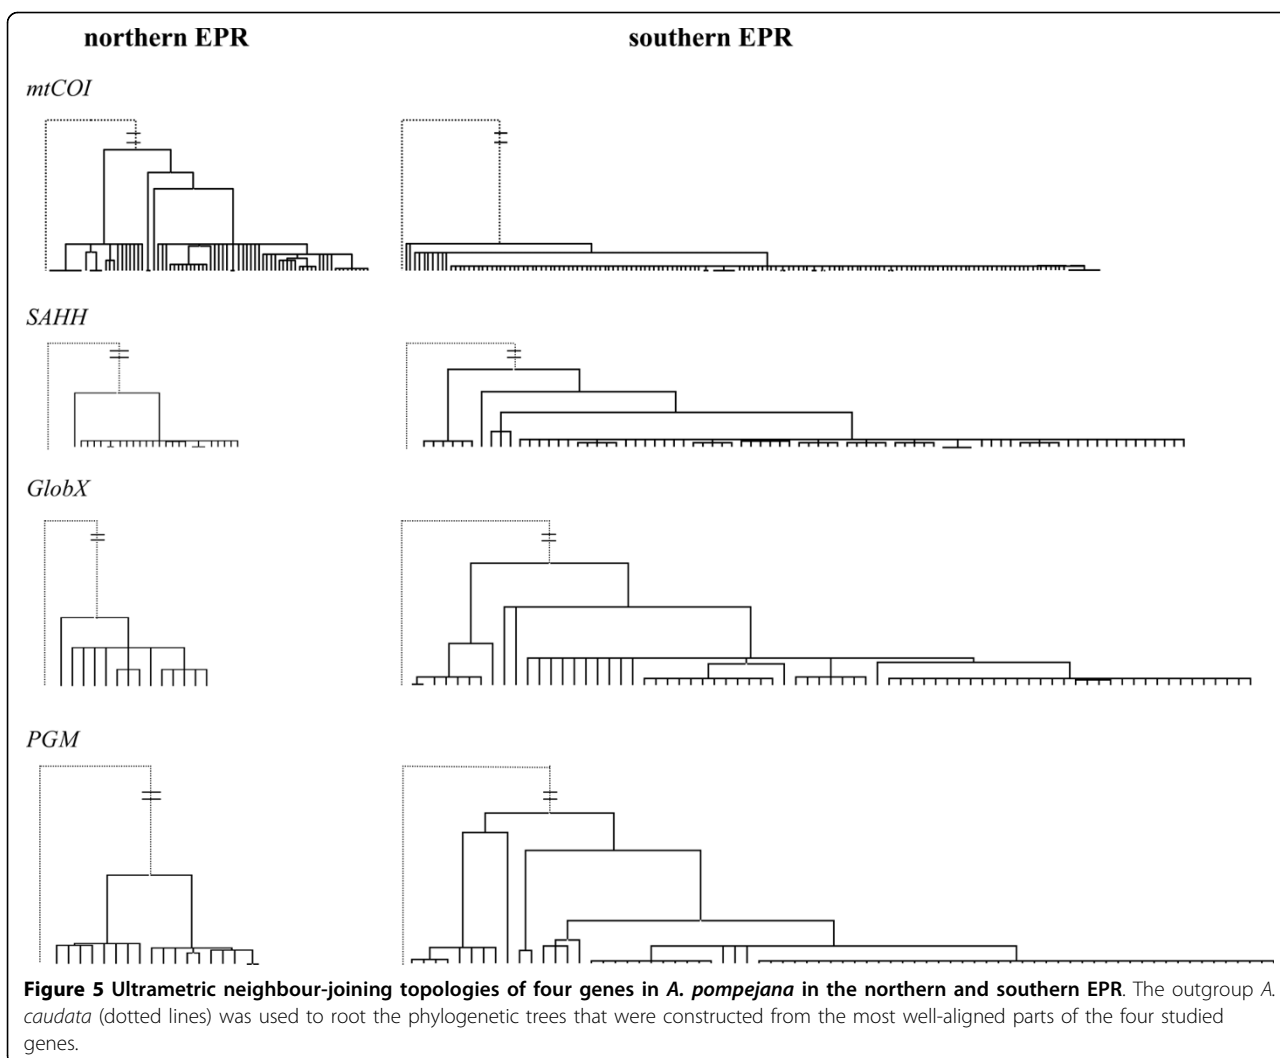 northern EPR
southern EPR
mtCOI
SAHH
GlobX
PGM
Figure 5 Ultrametric neighbour-joining topologies of four genes in A. pompejana in the northern and southern EPR. The outgroup A.
caudata (dotted lines) was used to root the phylogenetic trees that were constructed from the most well-aligned parts of the four studied
genes.